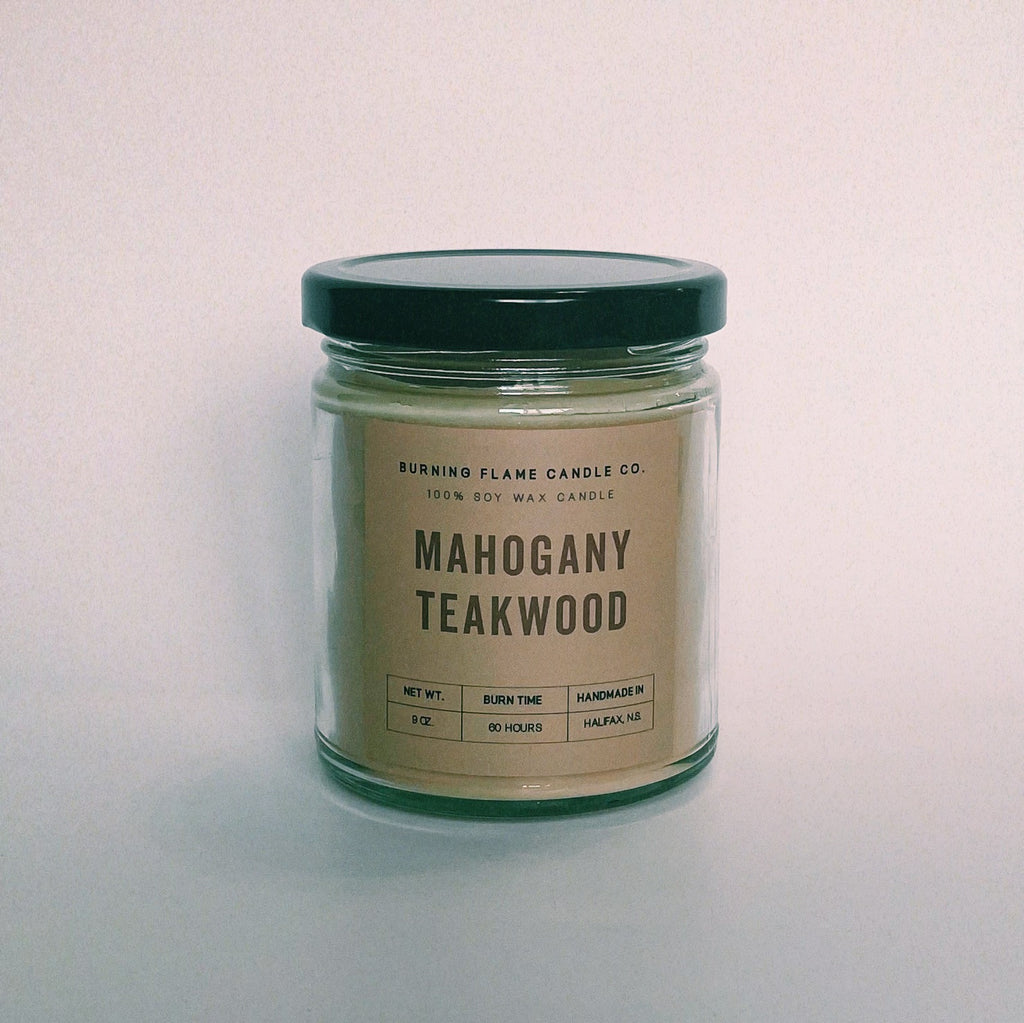 BURNING FLAME CANDLE CO.
100% SOY WAX CANDLE
MAHOGANY
TEAKWOOD
NET WT. BURN TIME HANDMADE IN
9 OZ. 60 HOURS HALIFAX, N.S.